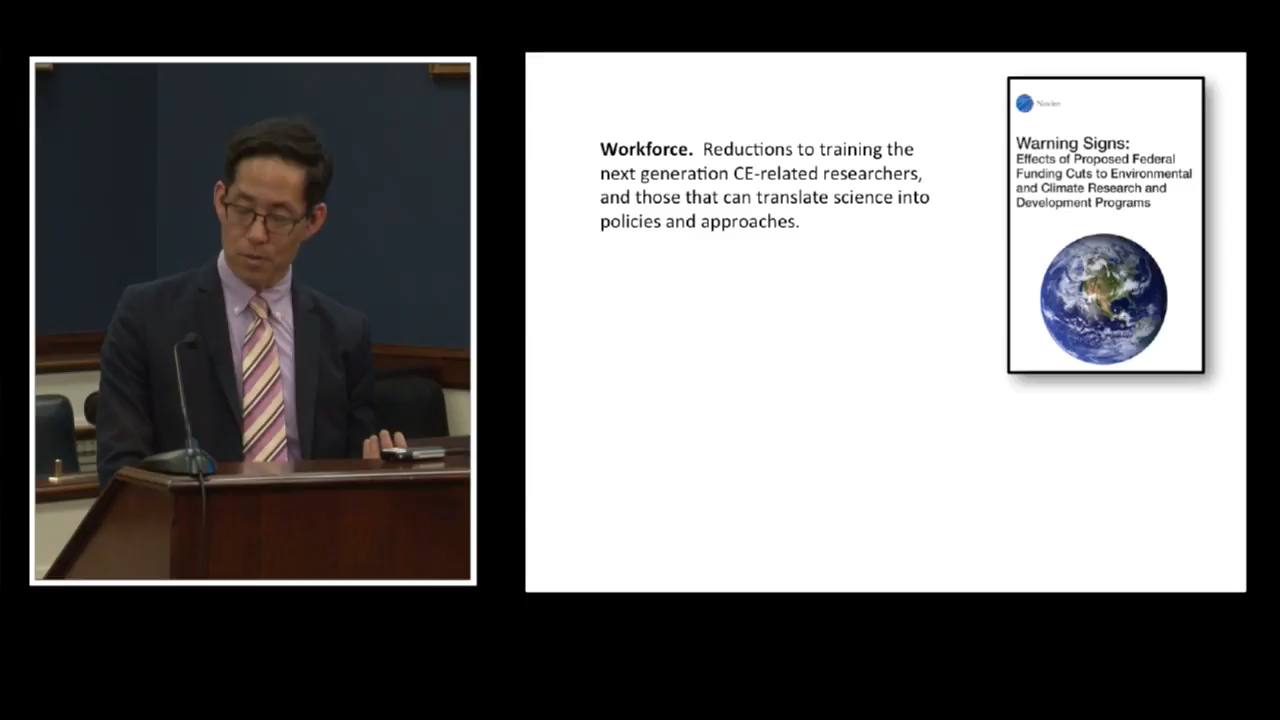 Workforce. Reductions to training the
next generation CE-related researchers,
and those that can translate science into
policies and approaches.
Warning Signs:
Effects of Proposed Federal
Funding Cuts to Environmental
and Climate Research and
Development Programs